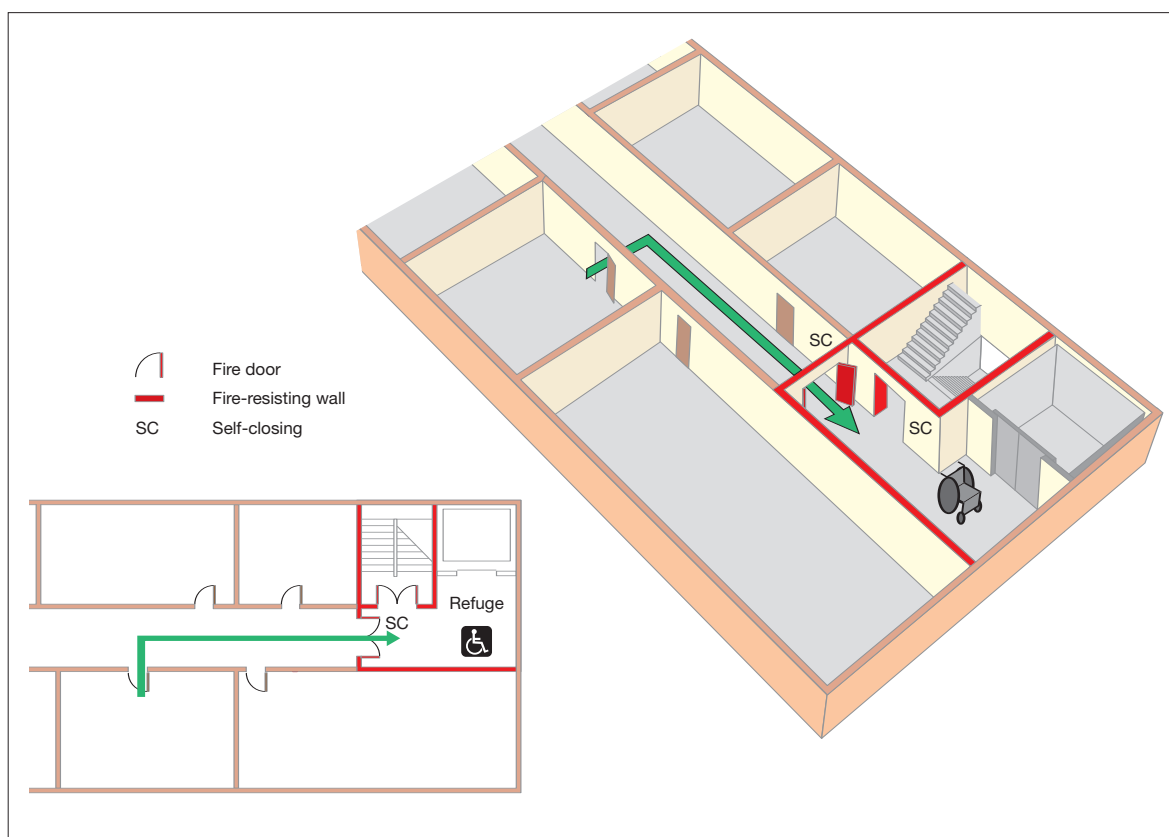 SC
SC
Fire door
Fire-resisting wall
SC Self-closing
Refuge
SC